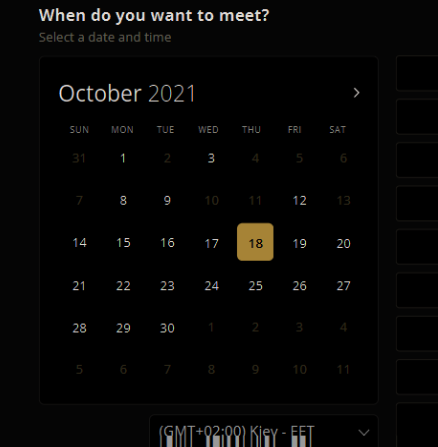 When do you want to meet?
Select a date and time
October 2021
SUN MON TUE WED THU FRI SAT
31 1 2 3 4 5 6
7 8 9 10 11 12 13
14 15 16 17 18 19 20
21 22 23 24 25 26 27
28 29 30 1 2 3 4
5 6 7 8 9 10 11
(GMT+02:00) Kiev - EET